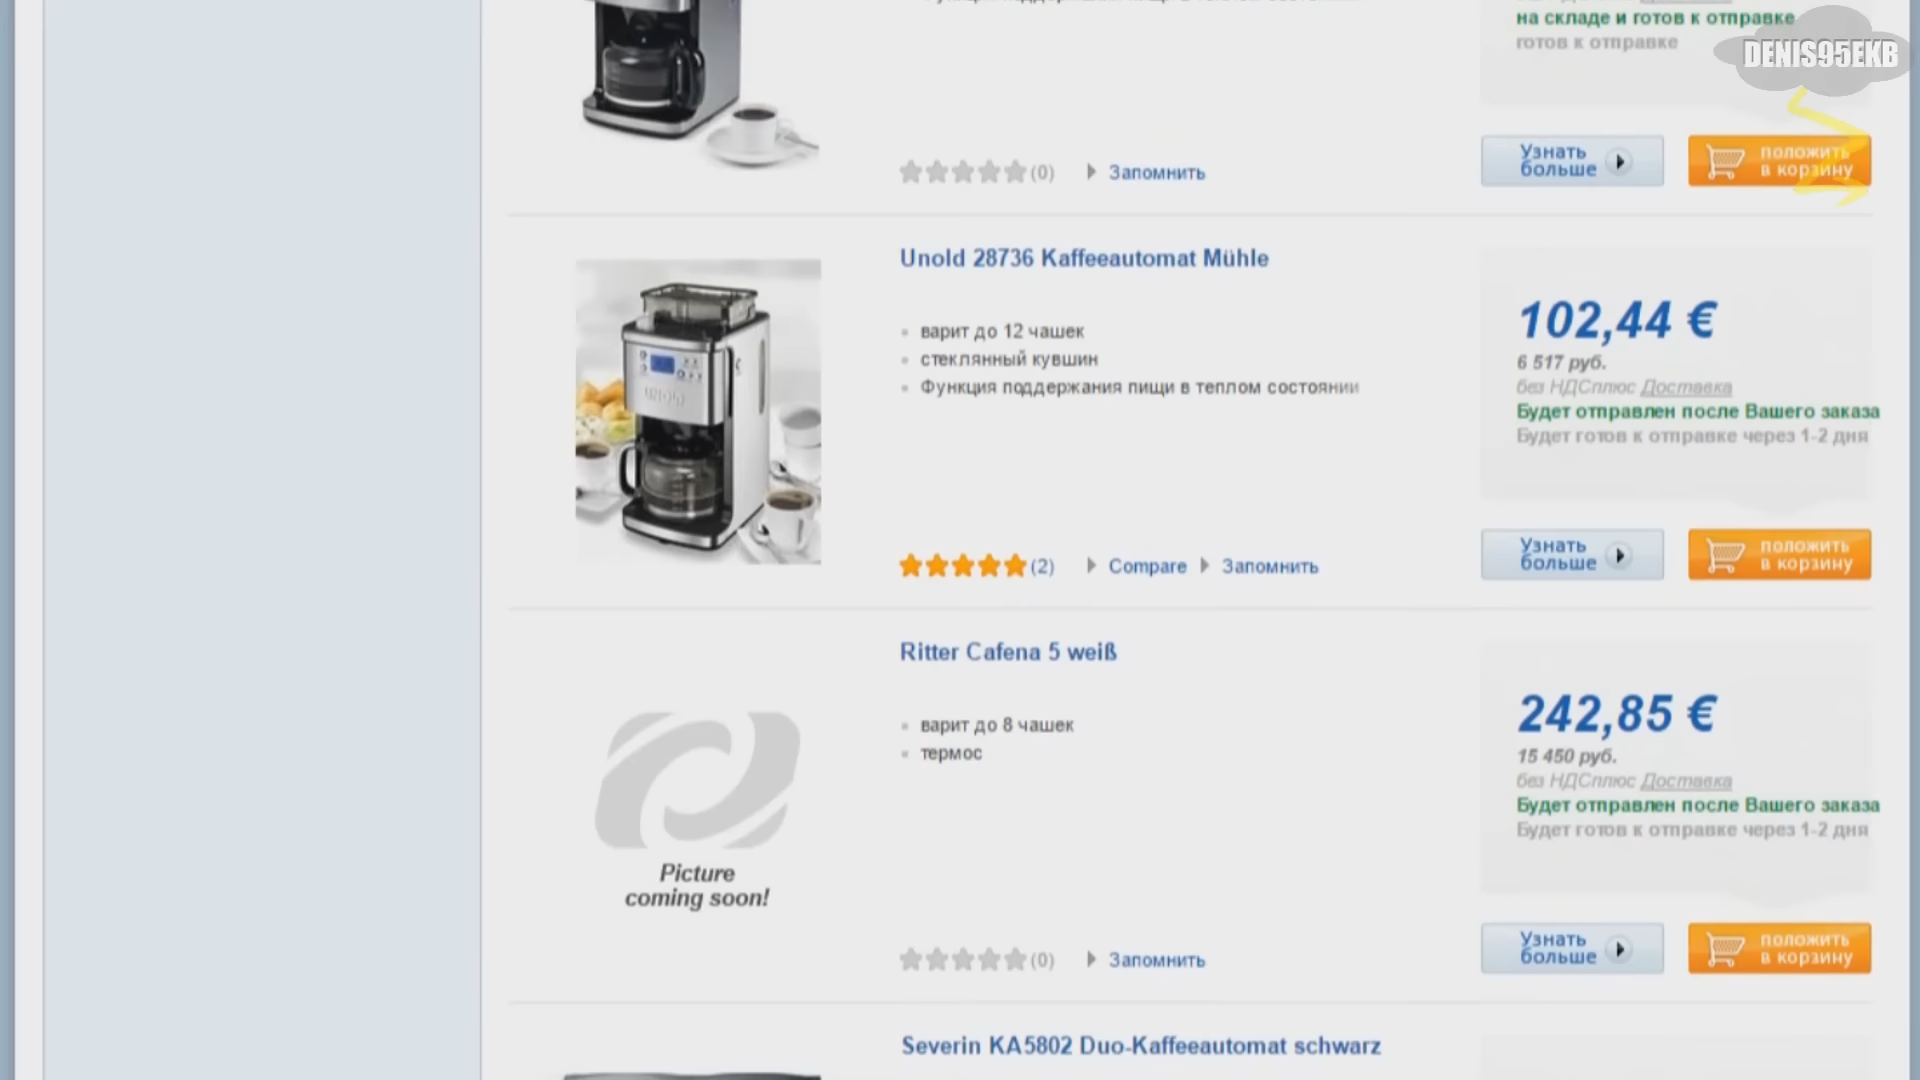 на складе и готов к отправке
готов к отправке
DENIS95EKB
Узнать
больше
положить
в корзину
(0) Запомнить
Unold 28736 Kaffeeautomat Mühle
варит до 12 чашек
стеклянный кувшин
Функция поддержания пищи в теплом состоянии
102,44 €
6 517 руб.
без НДСплюс Доставка
Будет отправлен после Вашего заказа
Будет готов к отправке через 1-2 дня
(2) Compare Запомнить
Узнать
больше
положить
в корзину
Ritter Cafena 5 weiß
варит до 8 чашек
термос
242,85 €
15 450 руб.
без НДСплюс Доставка
Будет отправлен после Вашего заказа
Будет готов к отправке через 1-2 дня
Picture
coming soon!
(0) Запомнить
Узнать
больше
положить
в корзину
Severin KA5802 Duo-Kaffeeautomat schwarz